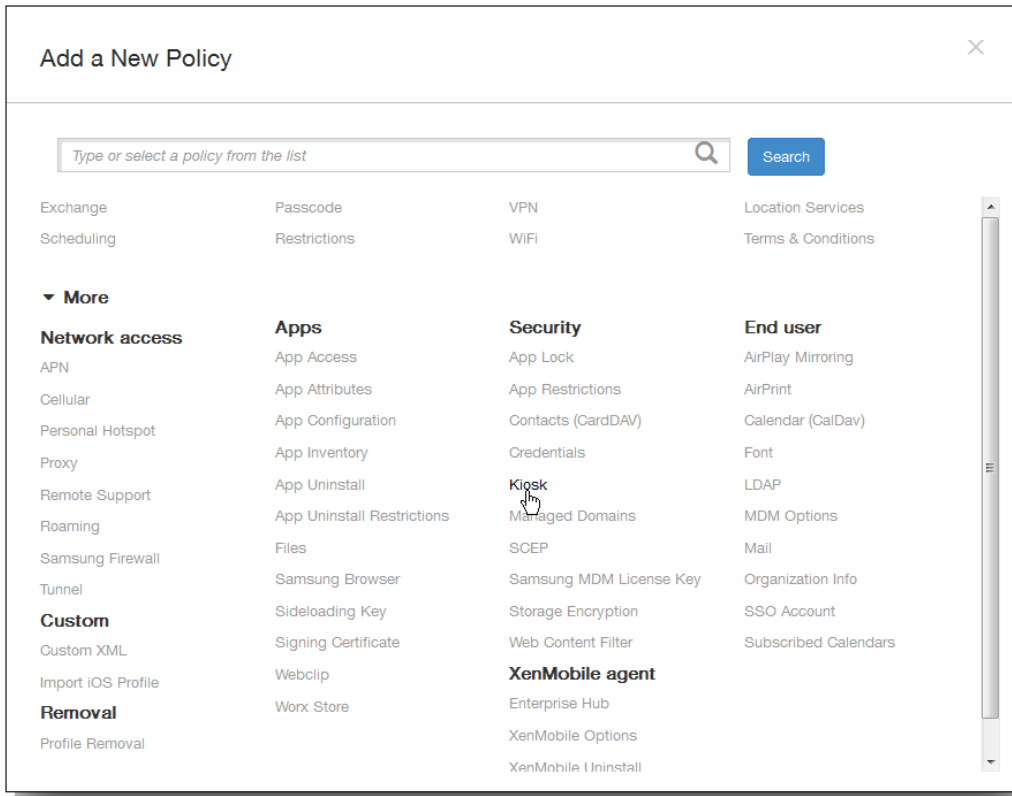 Add a New Policy
Type or select a policy from the list
Search
Exchange
Passcode
VPN
Location Services
Scheduling
Restrictions
WiFi
Terms & Conditions
More
Network access
APN
Cellular
Personal Hotspot
Proxy
Remote Support
Roaming
Samsung Firewall
Tunnel
Custom
Custom XML
Import iOS Profile
Removal
Profile Removal
Apps
App Access
App Attributes
App Configuration
App Inventory
App Uninstall
App Uninstall Restrictions
Files
Samsung Browser
Sideloading Key
Signing Certificate
Webclip
Worx Store
Security
App Lock
App Restrictions
Contacts (CardDAV)
Credentials
Kiosk
Managed Domains
SCEP
Samsung MDM License Key
Storage Encryption
Web Content Filter
XenMobile agent
Enterprise Hub
XenMobile Options
XenMobile Uninstall
End user
AirPlay Mirroring
AirPrint
Calendar (CalDav)
Font
LDAP
MDM Options
Mail
Organization Info
SSO Account
Subscribed Calendars